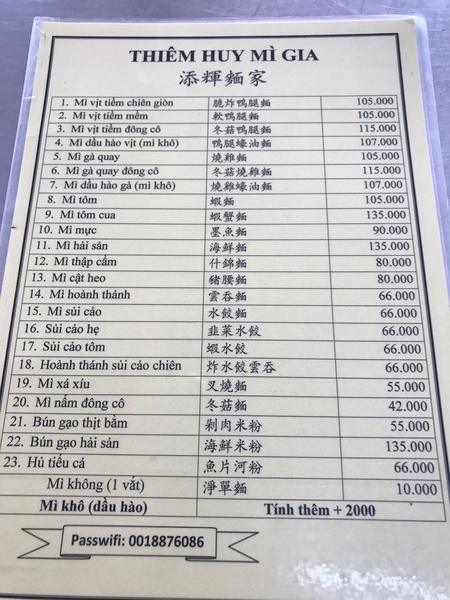 THIÊM HUY MÌ GIA
添輝麵家
1. Mì vịt tiềm chiên giòn 脆炸鴨腿麵 105.000
2. Mì vịt tiềm mềm 軟鴨腿麵 105.000
3. Mì vịt tiềm đông cô 冬菇鴨腿麵 115.000
4. Mì dầu hào vịt (mì khô) 鴨腿蠔油麵 107.000
5. Mì gà quay 燒雞麵 105.000
6. Mì gà quay đông cô 冬菇燒雞麵 115.000
7. Mì dầu hào gà (mì khô) 燒雞蠔油麵 107.000
8. Mì tôm 蝦麵 105.000
9. Mì tôm cua 蝦蟹麵 135.000
10. Mì mực 墨魚麵 90.000
11. Mì hải sản 海鮮麵 135.000
12. Mì thập cẩm 什錦麵 80.000
13. Mì cật heo 豬腰麵 80.000
14. Mì hoành thánh 雲吞麵 66.000
15. Mì sủi cảo 水餃麵 66.000
16. Sủi cảo hẹ 韭菜水餃 66.000
17. Sủi cảo tôm 蝦水餃 66.000
18. Hoành thánh sủi cảo chiên 炸水餃雲吞 66.000
19. Mì xá xíu 叉燒麵 55.000
20. Mì nấm đông cô 冬菇麵 42.000
21. Bún gạo thịt bằm 剁肉米粉 55.000
22. Bún gạo hải sản 海鮮米粉 135.000
23. Hủ tiếu cá 魚片河粉 66.000
Mì không (1 vắt) 淨單麵 10.000
Mì khô (dầu hào) Tính thêm + 2000
Passwifi: 0018876086